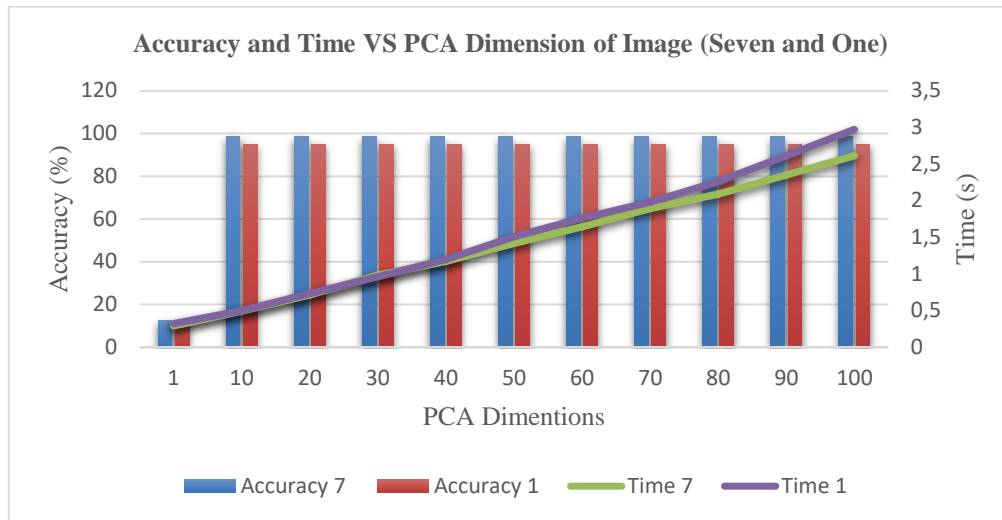 Accuracy and Time VS PCA Dimension of Image (Seven and One)
120
100
80
60
40
20
0
Accuracy (%)
3,5
3
2,5
2
1,5
1
0,5
0
Time (s)
1 10 20 30 40 50 60 70 80 90 100
PCA Dimentions
Accuracy 7 Accuracy 1 Time 7 Time 1